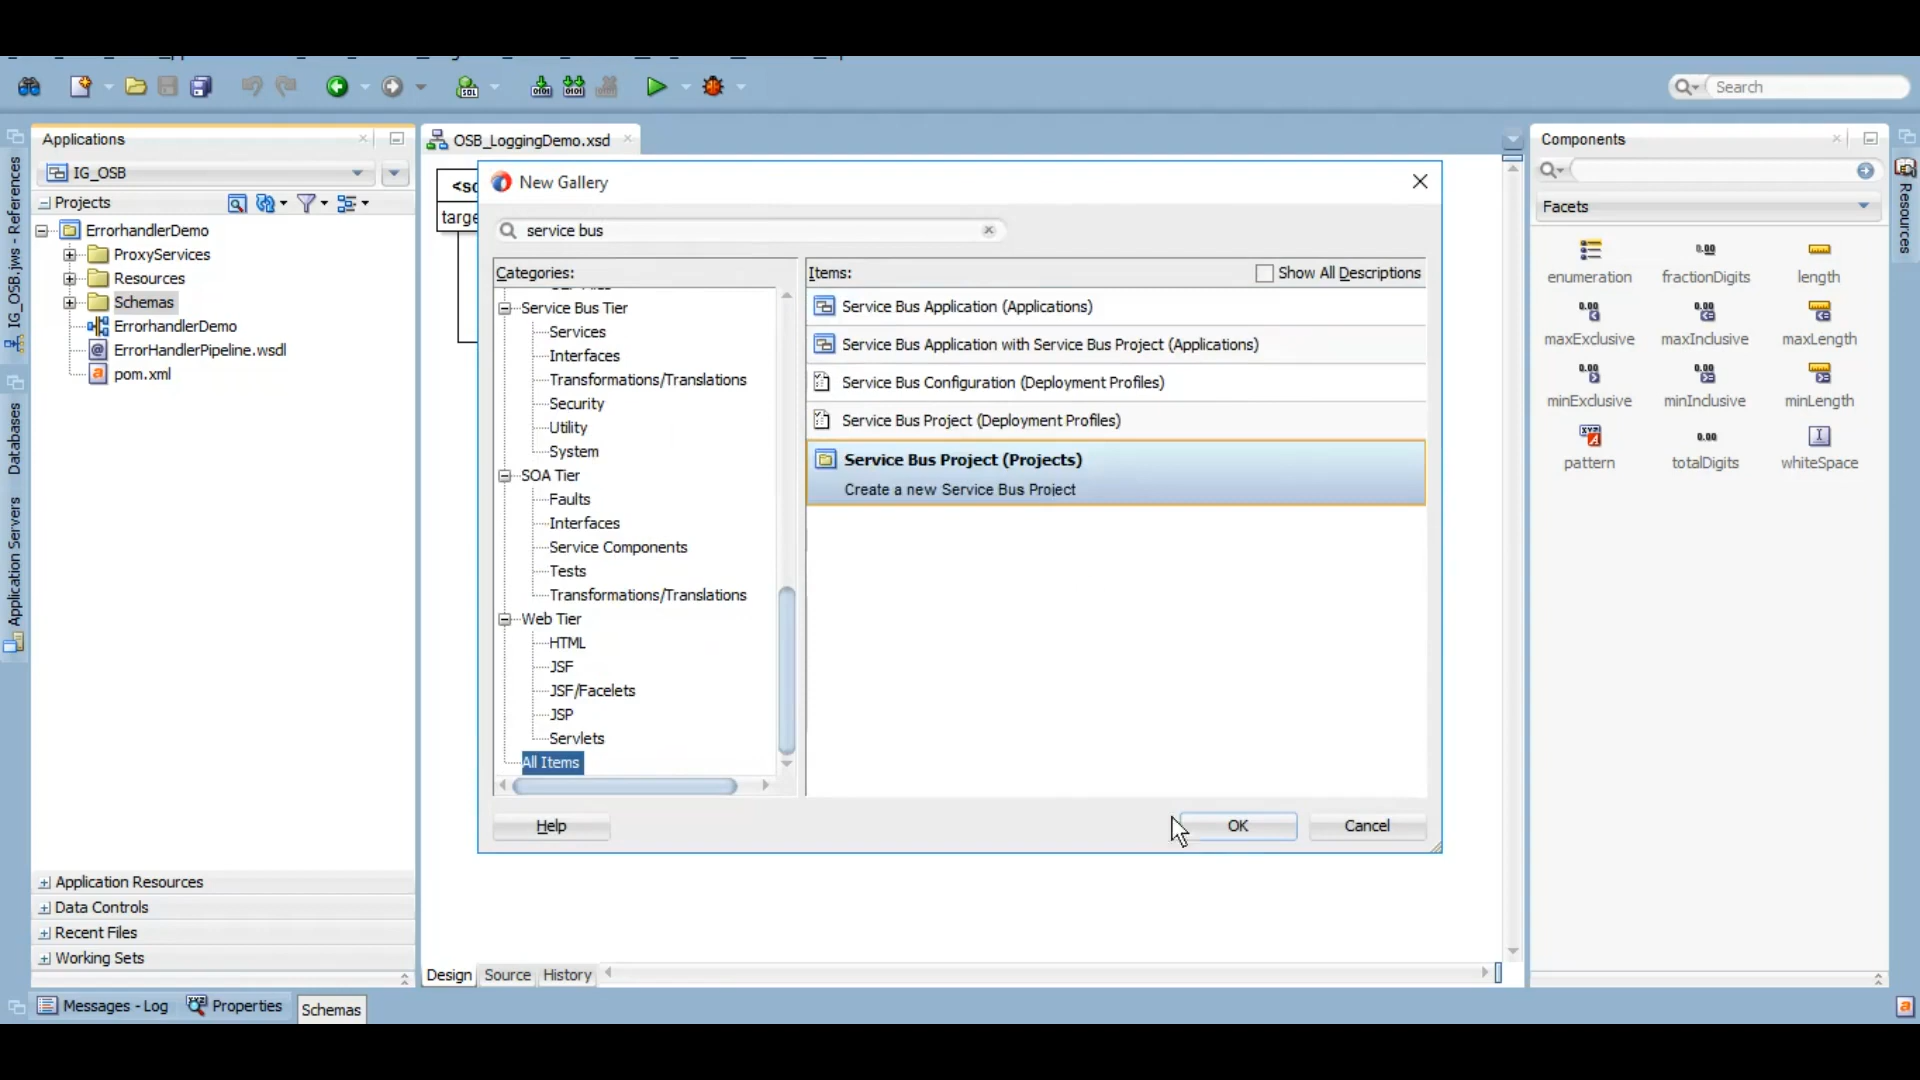 Search
Applications
IG_OSB
Projects
ErrorhandlerDemo
ProxyServices
Resources
Schemas
ErrorhandlerDemo
ErrorHandlerPipeline.wsdl
pom.xml
Application Resources
Data Controls
Recent Files
Working Sets
IG_OSB.jws - References
Databases
Application Servers
OSB_LoggingDemo.xsd
<sc
targe
New Gallery
service bus
Categories:
Service Bus Tier
Services
Interfaces
Transformations/Translations
Security
Utility
System
SOA Tier
Faults
Interfaces
Service Components
Tests
Transformations/Translations
Web Tier
HTML
JSF
JSF/Facelets
JSP
Servlets
All Items
Items:
Show All Descriptions
Service Bus Application (Applications)
Service Bus Application with Service Bus Project (Applications)
Service Bus Configuration (Deployment Profiles)
Service Bus Project (Deployment Profiles)
Service Bus Project (Projects)
Create a new Service Bus Project
Help
OK
Cancel
Design
Source
History
Components
Facets
enumeration
fractionDigits
length
maxExclusive
maxInclusive
maxLength
minExclusive
minInclusive
minLength
pattern
totalDigits
whiteSpace
Resources
Messages - Log
Properties
Schemas